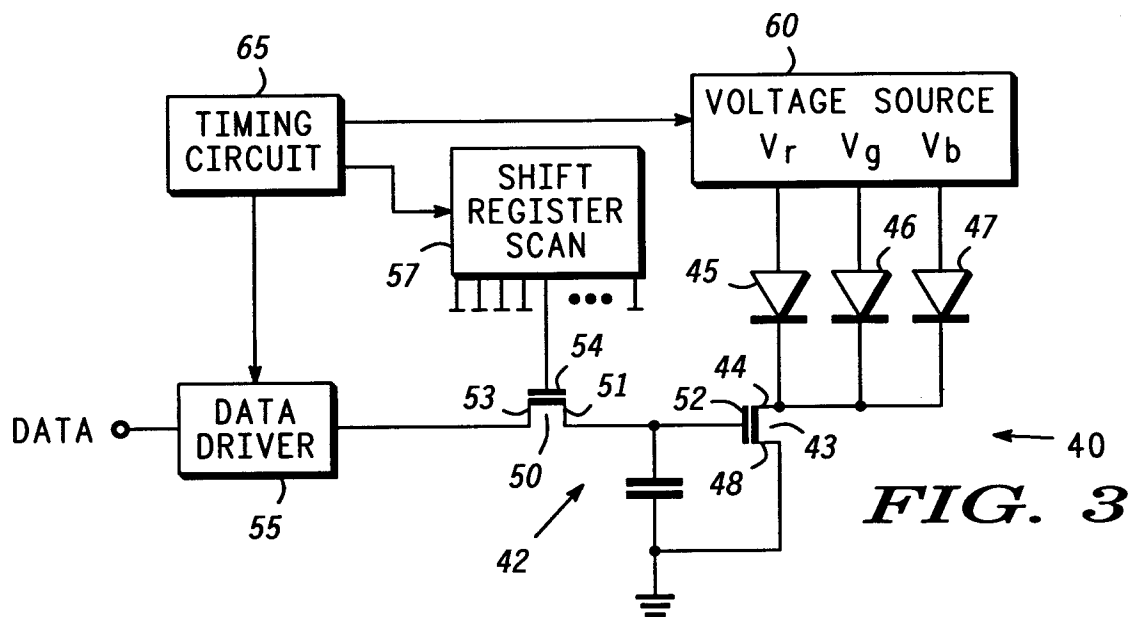 65
TIMING
CIRCUIT
60
VOLTAGE SOURCE
Vr Vg Vb
SHIFT
REGISTER
SCAN
57
45
46
47
54
53
51
50
52
44
43
48
DATA
DATA
DRIVER
55
42
40
FIG. 3